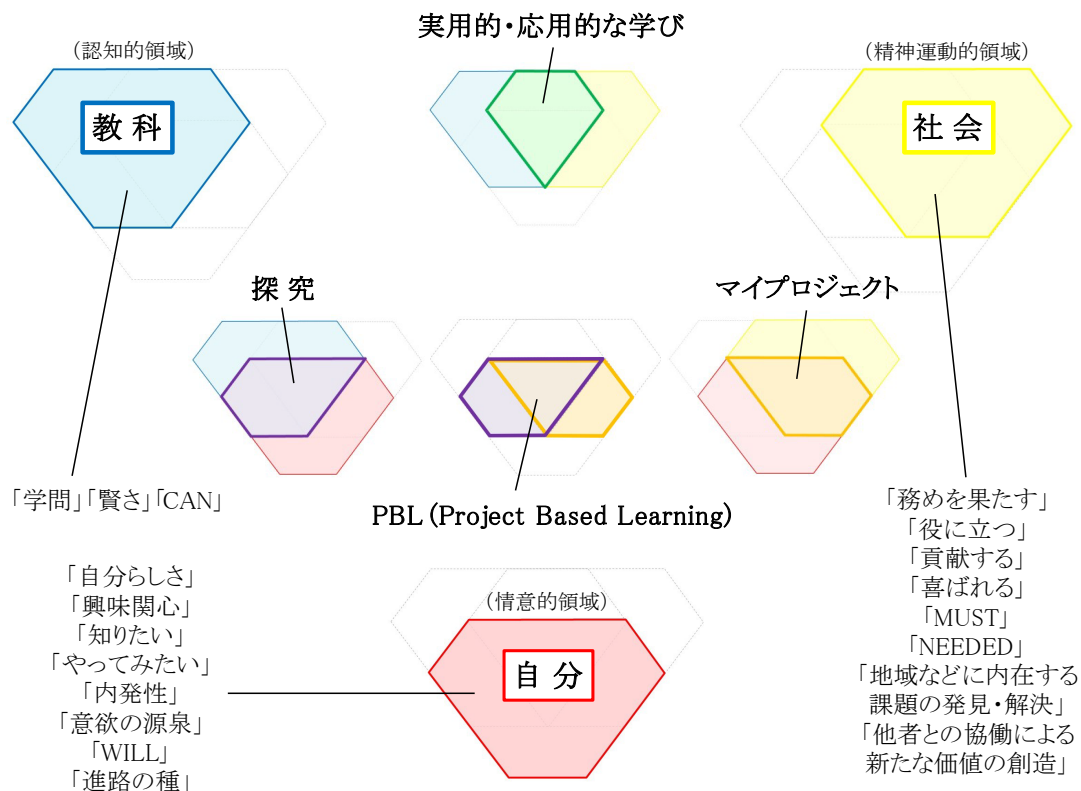 実用的・応用的な学び
（認知的領域）
教科
（精神運動的領域）
社会
探究
マイプロジェクト
「学問」「賢さ」「CAN」
PBL（Project Based Learning）
「務めを果たす」
「役に立つ」
「貢献する」
「喜ばれる」
「MUST」
「NEEDED」
「地域などに内在する
課題の発見・解決」
「他者との協働による
新たな価値の創造」
「自分らしさ」
「興味関心」
「知りたい」
「やってみたい」
「内発性」
「意欲の源泉」
「WILL」
「進路の種」
（情意的領域）
自分